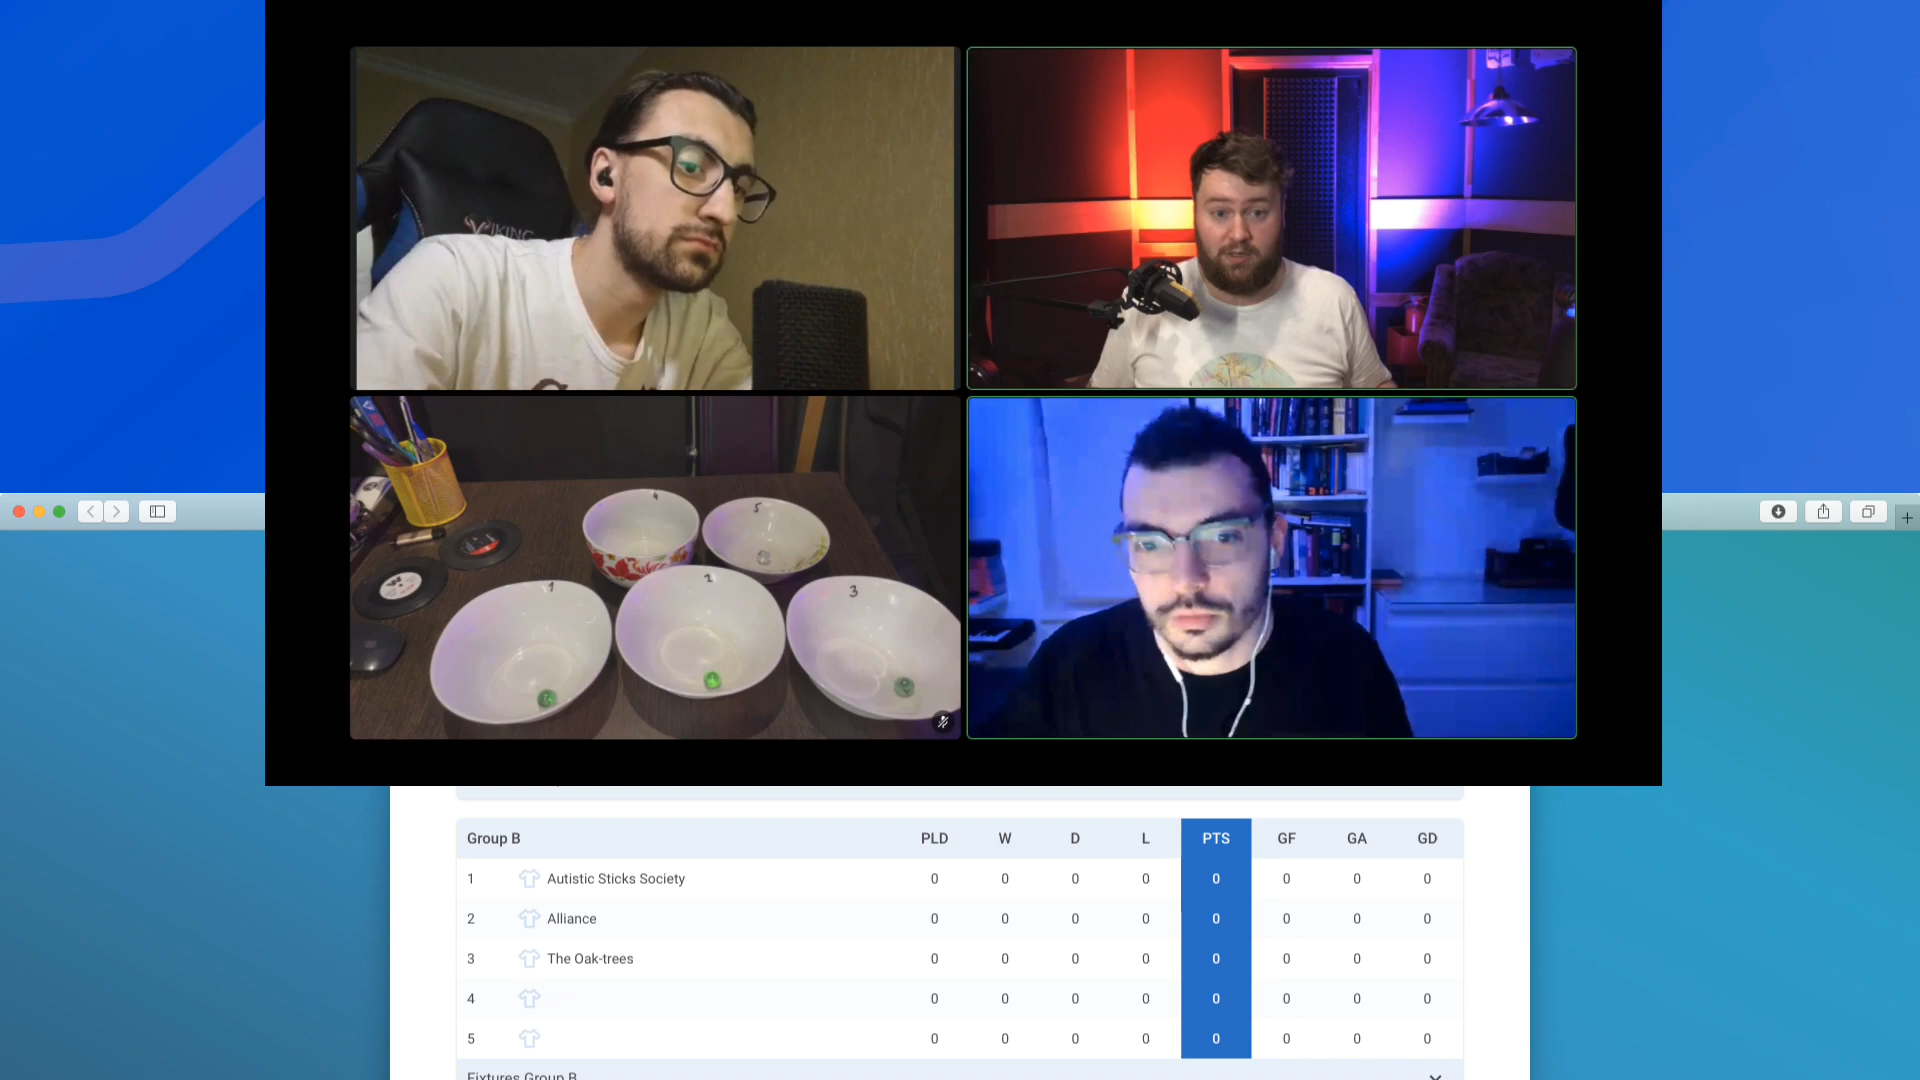 VIKING
4
5
1
2
3
Group B PLD W D L PTS GF GA GD
1 Autistic Sticks Society 0 0 0 0 0 0 0 0
2 Alliance 0 0 0 0 0 0 0 0
3 The Oak-trees 0 0 0 0 0 0 0 0
4 0 0 0 0 0 0 0 0
5 0 0 0 0 0 0 0 0
Fixtures Group B